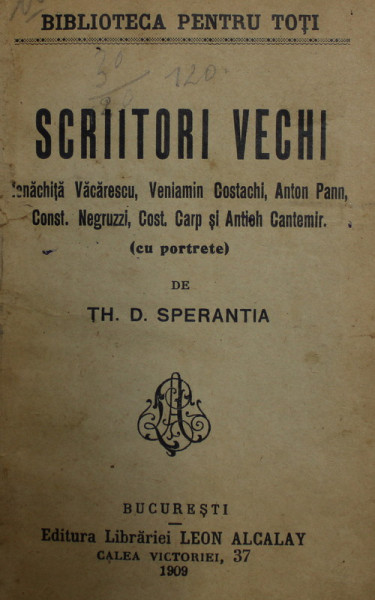 BIBLIOTECA PENTRU TOȚI
120
SCRIITORI VECHI
Ienăchiță Văcărescu, Veniamin Costachi, Anton Pann,
Const. Negruzzi, Cost. Carp și Antioh Cantemir.
(cu portrete)
DE
TH. D. SPERANTIA
BUCUREȘTI
Editura Librăriei LEON ALCALAY
CALEA VICTORIEI, 37
1909